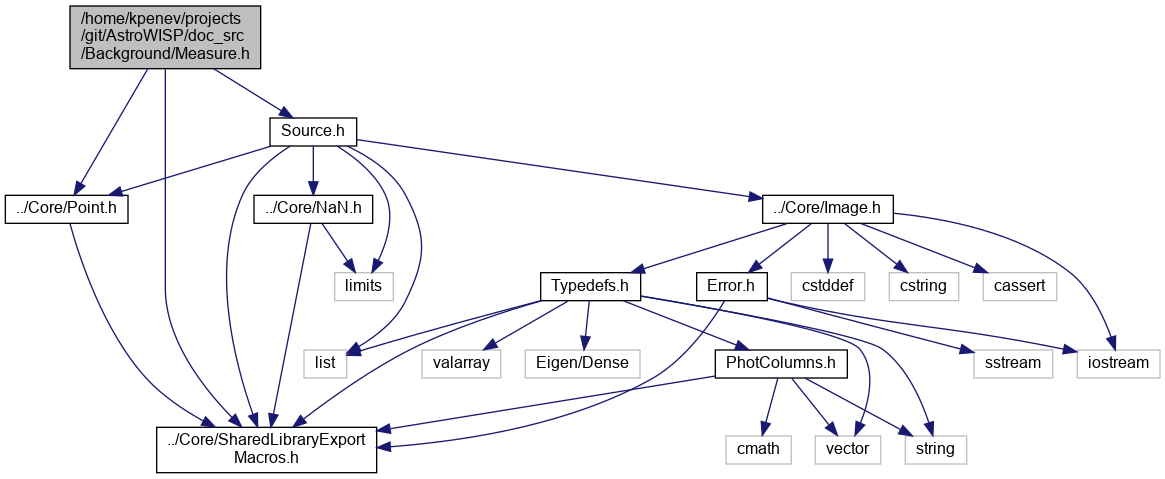 /home/kpenev/projects
/git/AstroWISP/doc_src
/Background/Measure.h
Source.h
../Core/Point.h
../Core/NaN.h
../Core/Image.h
limits
Typedefs.h
Error.h
cstddef
cstring
cassert
list
valarray
Eigen/Dense
PhotColumns.h
sstream
iostream
../Core/SharedLibraryExport
Macros.h
cmath
vector
string